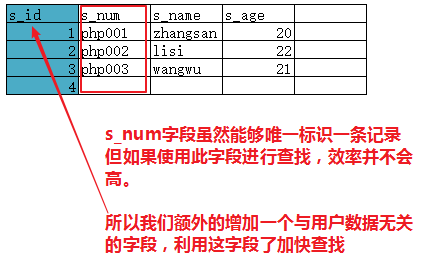 s_id s_num s_name s_age
1 php001 zhangsan 20
2 php002 lisi 22
3 php003 wangwu 21
4
s_num字段虽然能够唯一标识一条记录
但如果使用此字段进行查找，效率并不会
高。
所以我们额外的增加一个与用户数据无关
的字段，利用这字段了加快查找